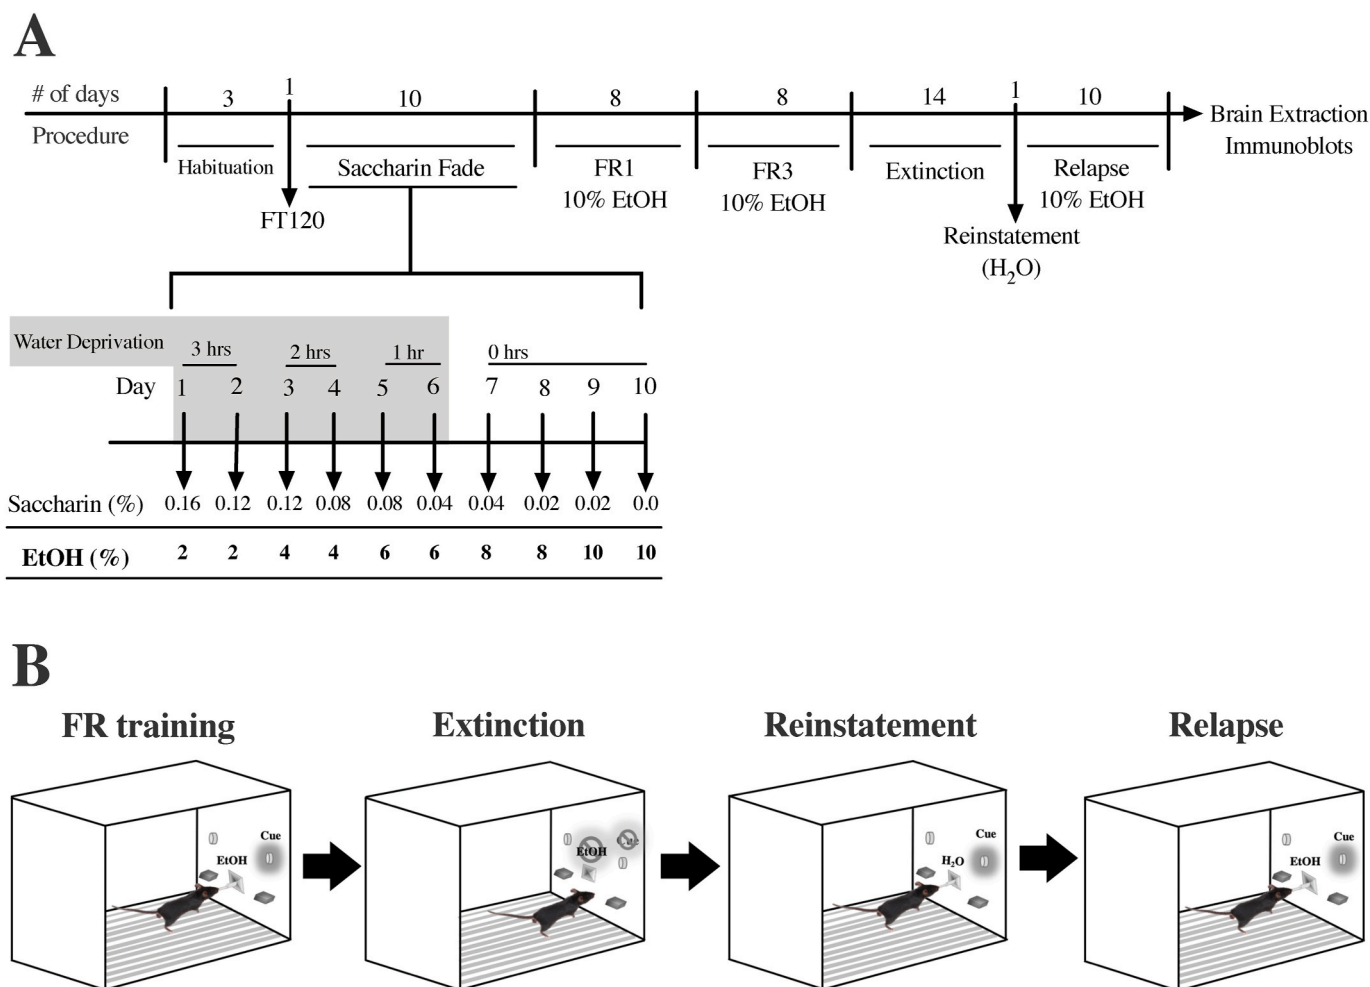 A
# of days 3 1 10 8 8 14 1 10
Procedure
Brain Extraction
Immunoblots
Habituation
FT120
Saccharin Fade
FR1
10% EtOH
FR3
10% EtOH
Extinction
Reinstatement
(H2O)
Relapse
10% EtOH
Water Deprivation 3 hrs 2 hrs 1 hr 0 hrs
Day 1 2 3 4 5 6 7 8 9 10
Saccharin (%) 0.16 0.12 0.12 0.08 0.08 0.04 0.04 0.02 0.02 0.0
EtOH (%) 2 2 4 4 6 6 8 8 10 10
B
FR training
Cue
EtOH
Extinction
Cue
EtOH
Reinstatement
Cue
H2O
Relapse
Cue
EtOH